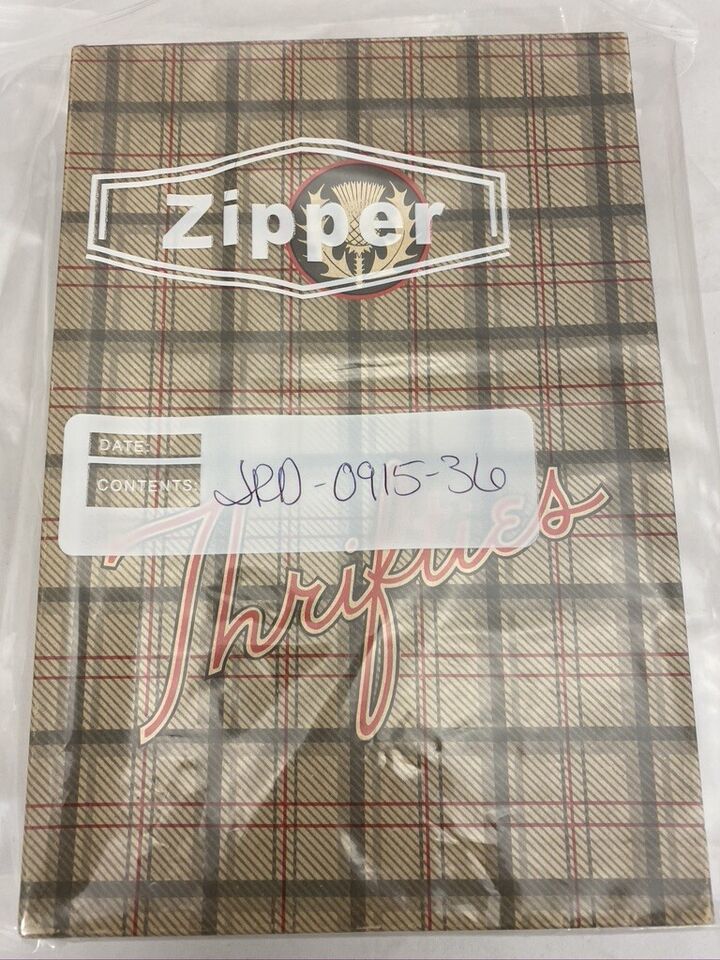 Zipper
DATE:
CONTENTS: JRD-0915-36
Thrifties